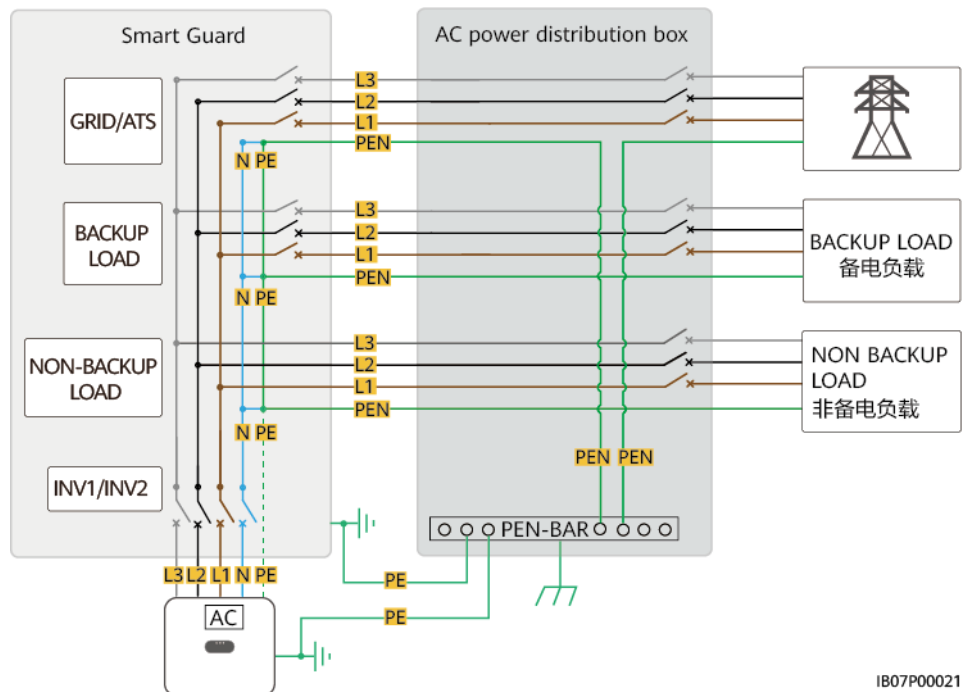 Smart Guard
AC power distribution box
GRID/ATS
L3
L2
L1
PEN
N PE
BACKUP
LOAD
L3
L2
L1
PEN
N PE
BACKUP LOAD
备电负载
NON-BACKUP
LOAD
L3
L2
L1
PEN
N PE
NON BACKUP
LOAD
非备电负载
PEN PEN
INV1/INV2
PEN-BAR
L3 L2 L1 N PE
PE
PE
AC
IB07P00021